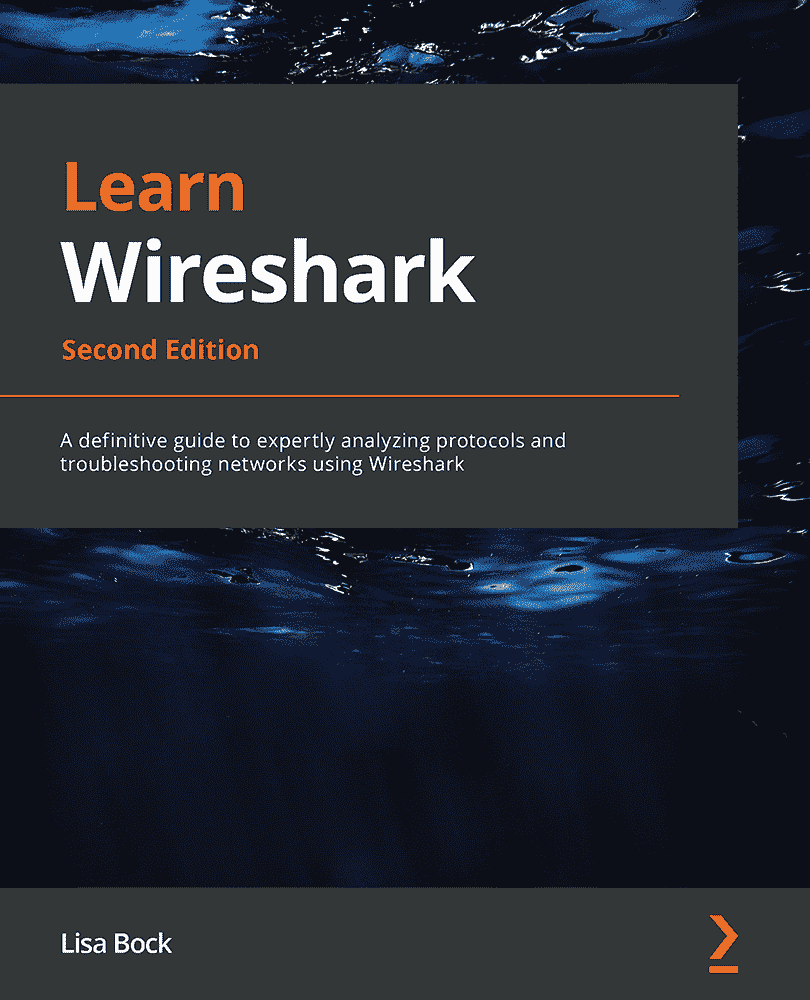 Learn
Wireshark
Second Edition
A definitive guide to expertly analyzing protocols and
troubleshooting networks using Wireshark
Lisa Bock